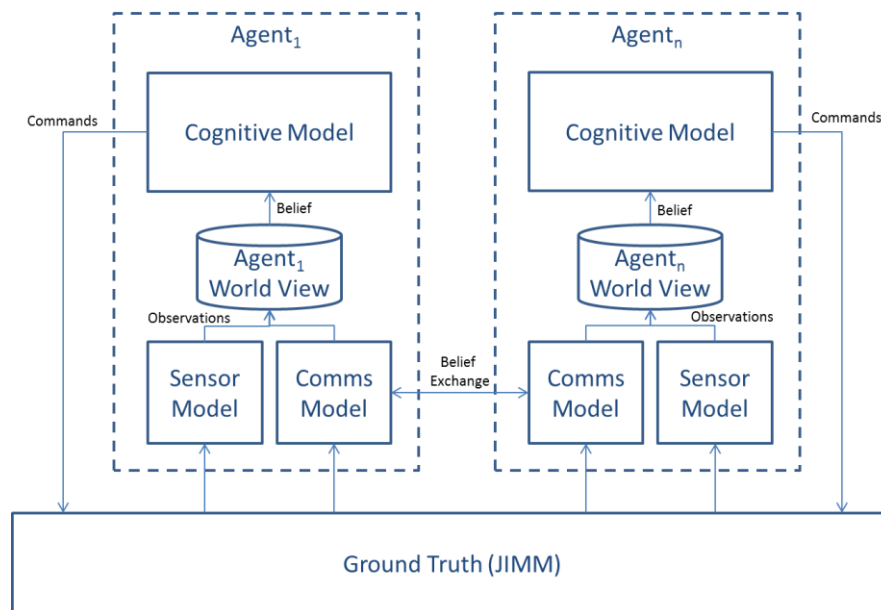 Agent₁
Agentₙ
Commands
Cognitive Model
Cognitive Model
Commands
Belief
Belief
Agent₁
World View
Agentₙ
World View
Observations
Observations
Sensor
Model
Comms
Model
Belief
Exchange
Comms
Model
Sensor
Model
Ground Truth (JIMM)